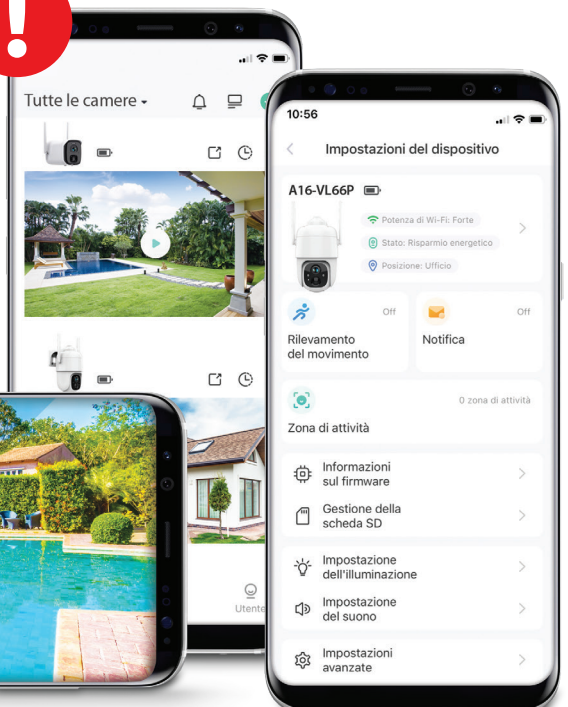 !
Tutte le camere
Utente
10:56
Impostazioni del dispositivo
A16-VL66P
Potenza di Wi-Fi: Forte
Stato: Risparmio energetico
Posizione: Ufficio
Off
Rilevamento
del movimento
Off
Notifica
0 zona di attività
Zona di attività
Informazioni
sul firmware
Gestione della
scheda SD
Impostazione
dell'illuminazione
Impostazione
del suono
Impostazioni
avanzate